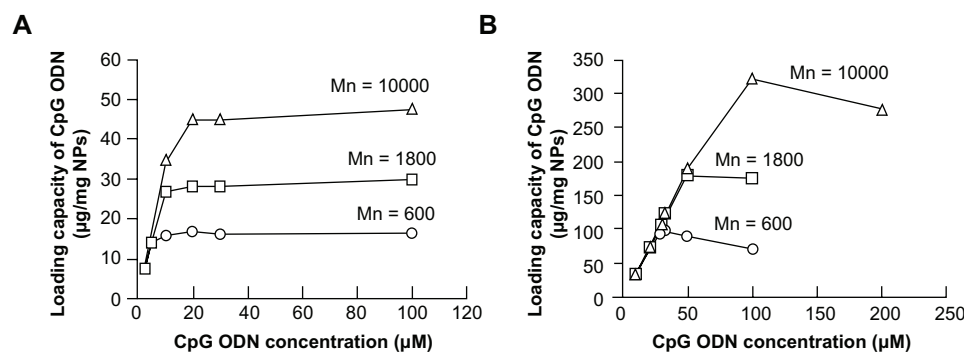 A
Loading capacity of CpG ODN
(µg/mg NPs)
60
50
40
30
20
10
0
Mn = 10000
Mn = 1800
Mn = 600
0
20
40
60
80
100
120
CpG ODN concentration (µM)
B
Loading capacity of CpG ODN
(µg/mg NPs)
350
300
250
200
150
100
50
0
Mn = 10000
Mn = 1800
Mn = 600
0
50
100
150
200
250
CpG ODN concentration (µM)